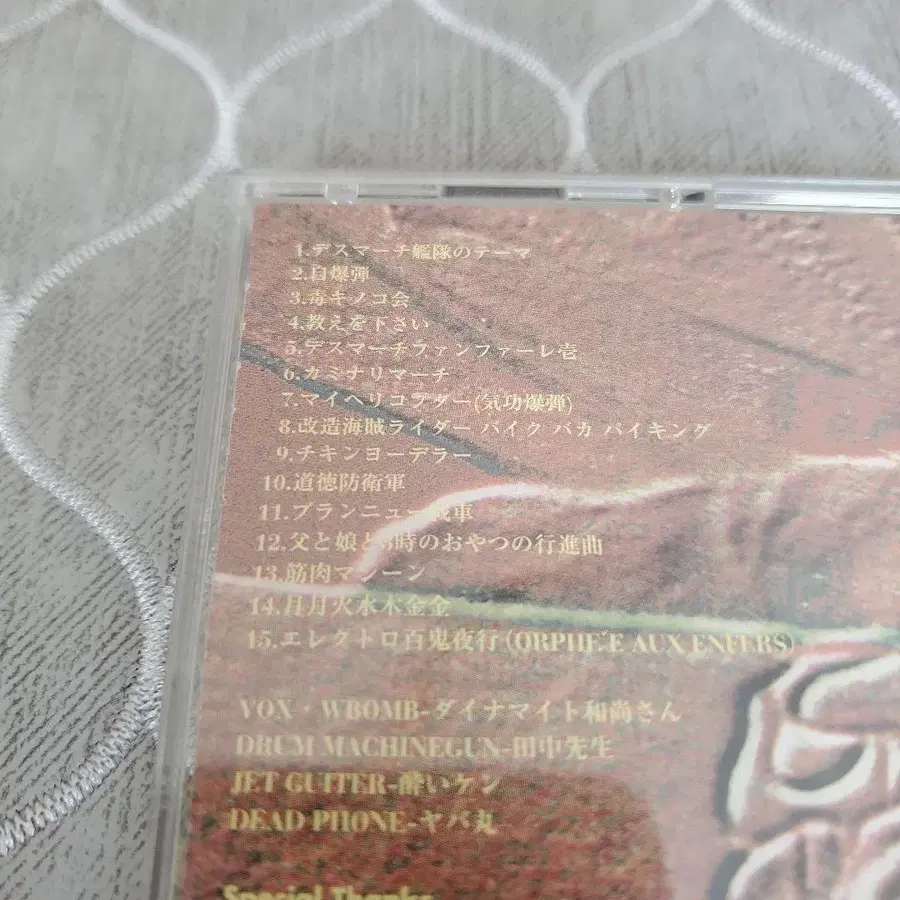 1.デスマーチ艦隊のテーマ
2.自爆弾
3.毒キノコ会
4.教えを下さい
5.デスマーチファンファーレ壱
6.カミナリマーチ
7.マイヘリコプター(気功爆弾)
8.改造海賊ライダー バイク バカ バイキング
9.チキンヨーデラー
10.道徳防衛軍
11.ブランニュー戦車
12.父と娘と3時のおやつの行進曲
13.筋肉マシーン
14.月月火水木金金
15.エレクトロ百鬼夜行(ORPHE'E AUX ENFERS)
VOX・WBOMB-ダイナマイト和尚さん
DRUM MACHINEGUN-田中先生
JET GUITER-酔いケン
DEAD PHONE-ヤバ丸
Special Thanks